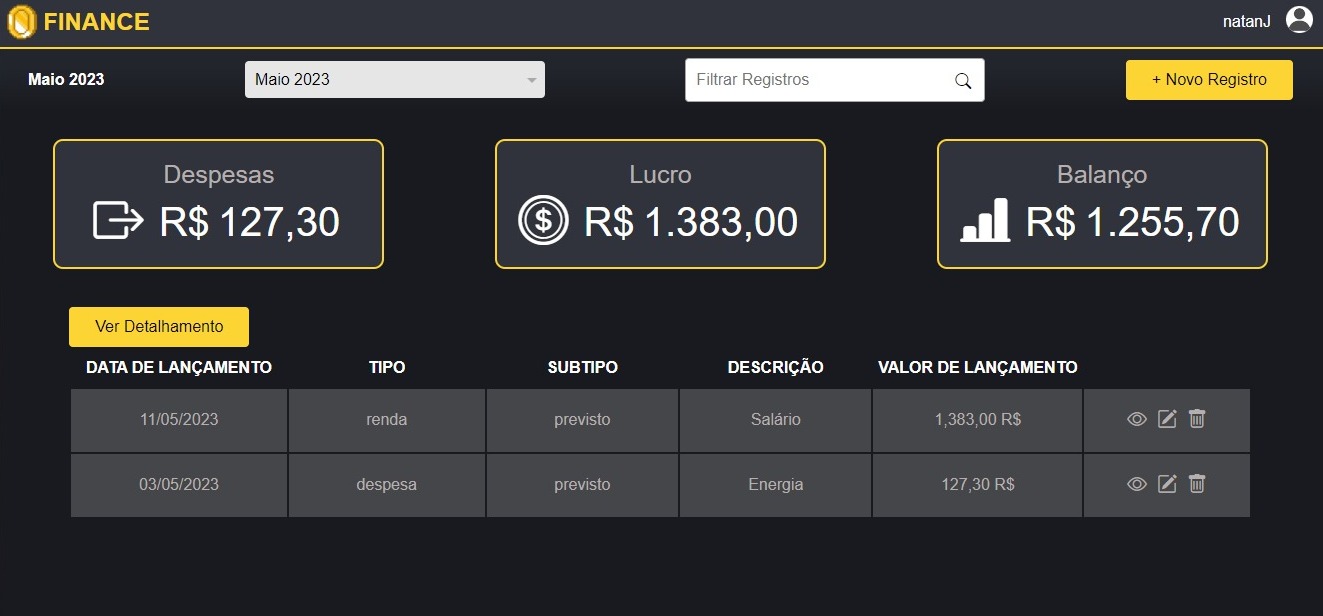 FINANCE
natanJ
Maio 2023
Maio 2023
Filtrar Registros
+ Novo Registro
Despesas
R$ 127,30
Lucro
R$ 1.383,00
Balanço
R$ 1.255,70
Ver Detalhamento
DATA DE LANÇAMENTO TIPO SUBTIPO DESCRIÇÃO VALOR DE LANÇAMENTO
11/05/2023 renda previsto Salário 1,383,00 R$
03/05/2023 despesa previsto Energia 127,30 R$